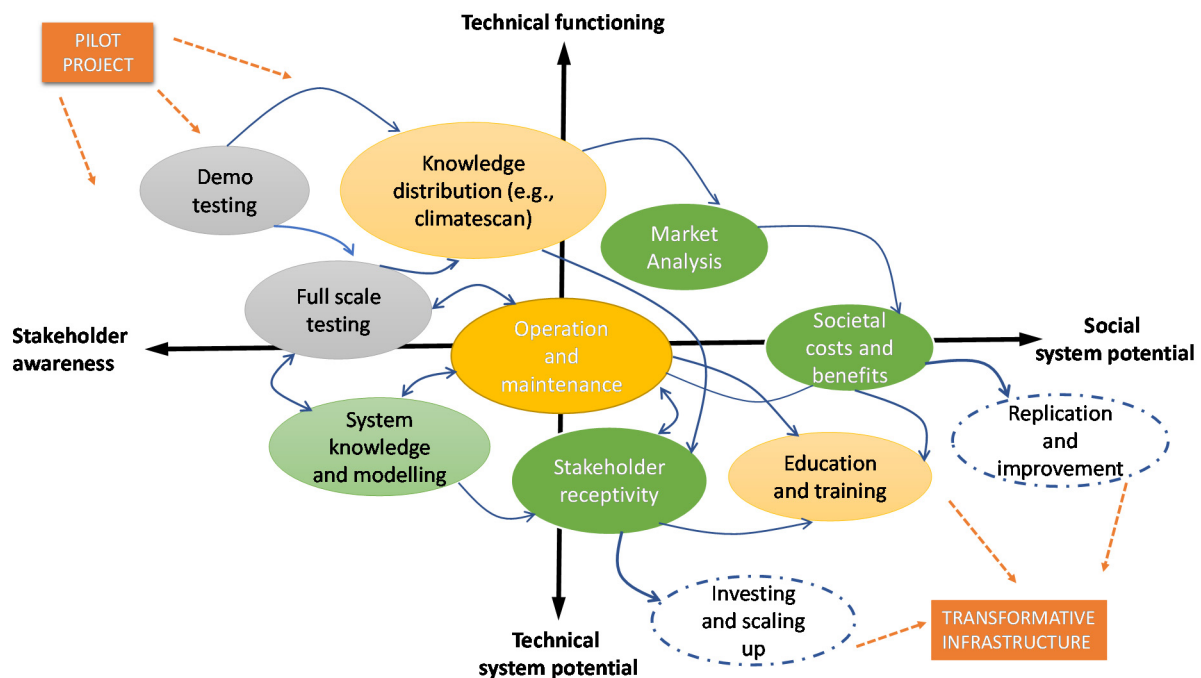 Technical functioning
PILOT
PROJECT
Demo
testing
Knowledge
distribution (e.g.,
climatescan)
Market
Analysis
Full scale
testing
Stakeholder
awareness
Operation
and
maintenance
Societal
costs and
benefits
Social
system potential
System
knowledge
and modelling
Stakeholder
receptivity
Education
and training
Replication
and
improvement
Investing
and scaling
up
TRANSFORMATIVE
INFRASTRUCTURE
Technical
system potential